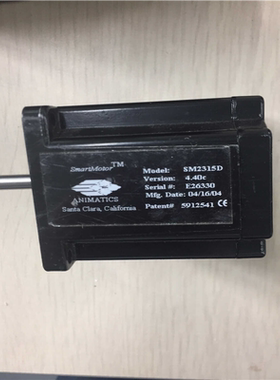 SmartMotor™
ANIMATICS
Santa Clara, California
Model: SM2315D
Version: 4.40c
Serial #: E26330
Mfg. Date: 04/16/04
Patent# 5912541 CE